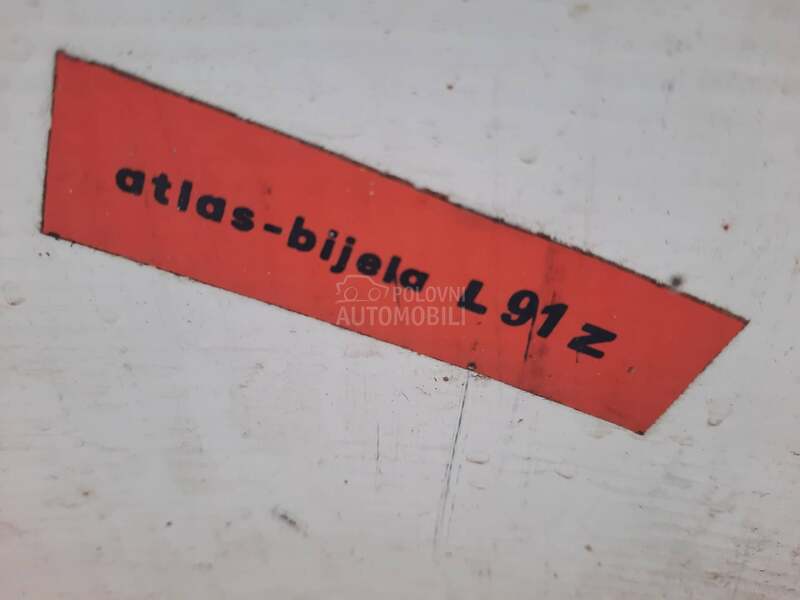 atlas-bijela L 91 Z
POLOVNI
AUTOMOBILI